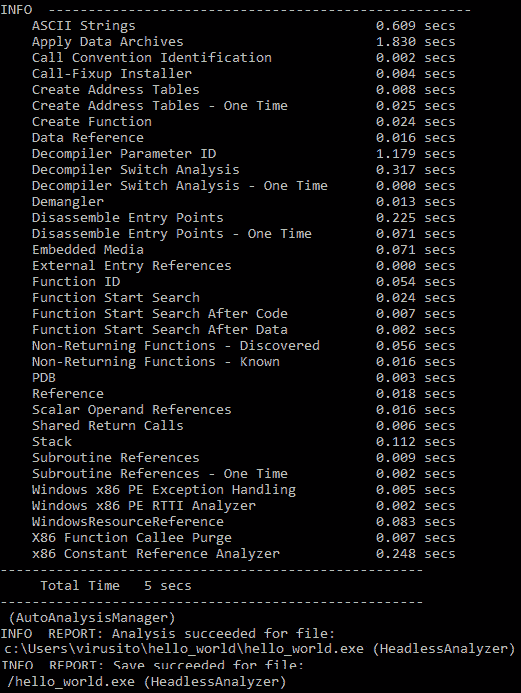 INFO  -----------------------------------------------------
    ASCII Strings                              0.609 secs
    Apply Data Archives                        1.830 secs
    Call Convention Identification             0.002 secs
    Call-Fixup Installer                       0.004 secs
    Create Address Tables                      0.008 secs
    Create Address Tables - One Time           0.025 secs
    Create Function                            0.024 secs
    Data Reference                             0.016 secs
    Decompiler Parameter ID                    1.179 secs
    Decompiler Switch Analysis                 0.317 secs
    Decompiler Switch Analysis - One Time      0.000 secs
    Demangler                                  0.013 secs
    Disassemble Entry Points                   0.225 secs
    Disassemble Entry Points - One Time        0.071 secs
    Embedded Media                             0.071 secs
    External Entry References                  0.000 secs
    Function ID                                0.054 secs
    Function Start Search                      0.024 secs
    Function Start Search After Code           0.007 secs
    Function Start Search After Data           0.002 secs
    Non-Returning Functions - Discovered       0.056 secs
    Non-Returning Functions - Known            0.016 secs
    PDB                                        0.003 secs
    Reference                                  0.018 secs
    Scalar Operand References                  0.016 secs
    Shared Return Calls                        0.006 secs
    Stack                                      0.112 secs
    Subroutine References                      0.009 secs
    Subroutine References - One Time           0.002 secs
    Windows x86 PE Exception Handling          0.005 secs
    Windows x86 PE RTTI Analyzer               0.002 secs
    WindowsResourceReference                   0.083 secs
    X86 Function Callee Purge                  0.007 secs
    x86 Constant Reference Analyzer            0.248 secs
-----------------------------------------------------
     Total Time   5 secs
-----------------------------------------------------
 (AutoAnalysisManager)
INFO  REPORT: Analysis succeeded for file:
c:\Users\virusito\hello_world\hello_world.exe (HeadlessAnalyzer)
INFO  REPORT: Save succeeded for file:
/hello_world.exe (HeadlessAnalyzer)